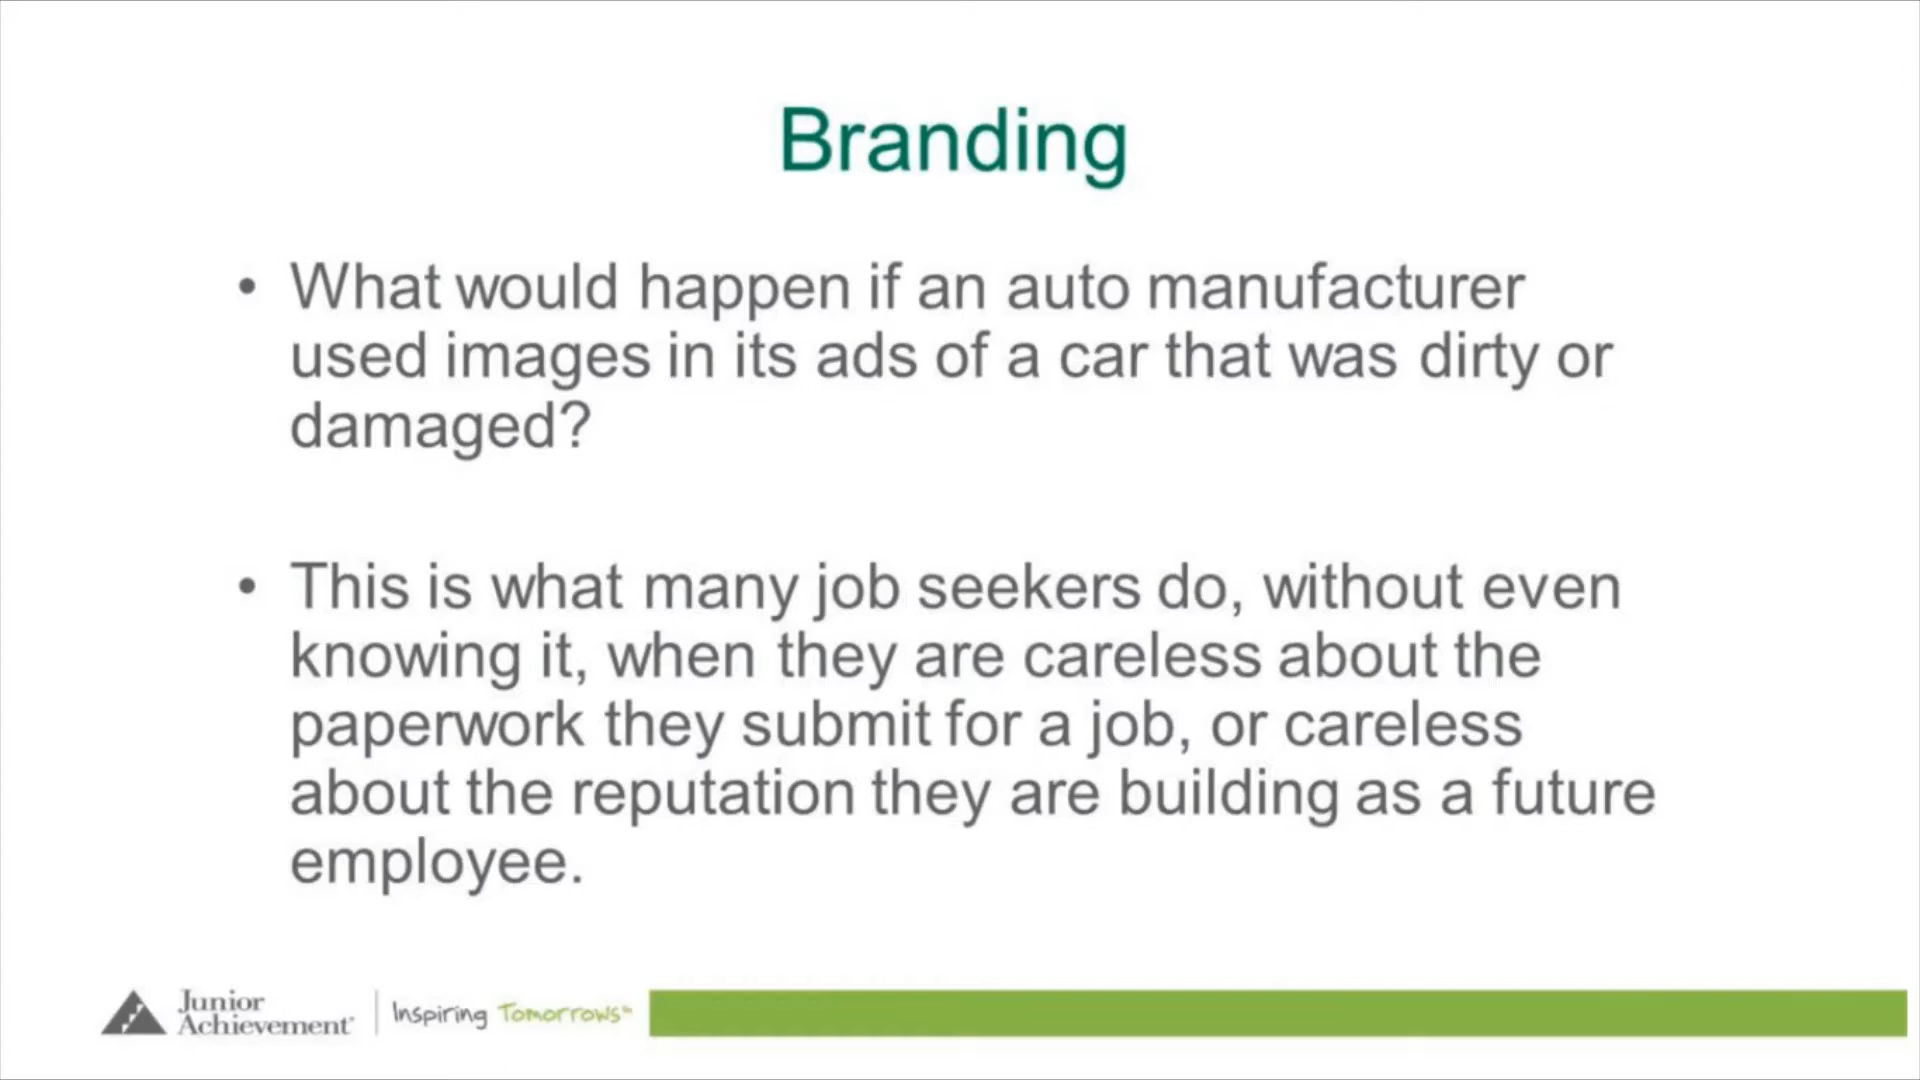 Branding
• What would happen if an auto manufacturer
used images in its ads of a car that was dirty or
damaged?
• This is what many job seekers do, without even
knowing it, when they are careless about the
paperwork they submit for a job, or careless
about the reputation they are building as a future
employee.
Junior
Achievement®
Inspiring Tomorrows℠